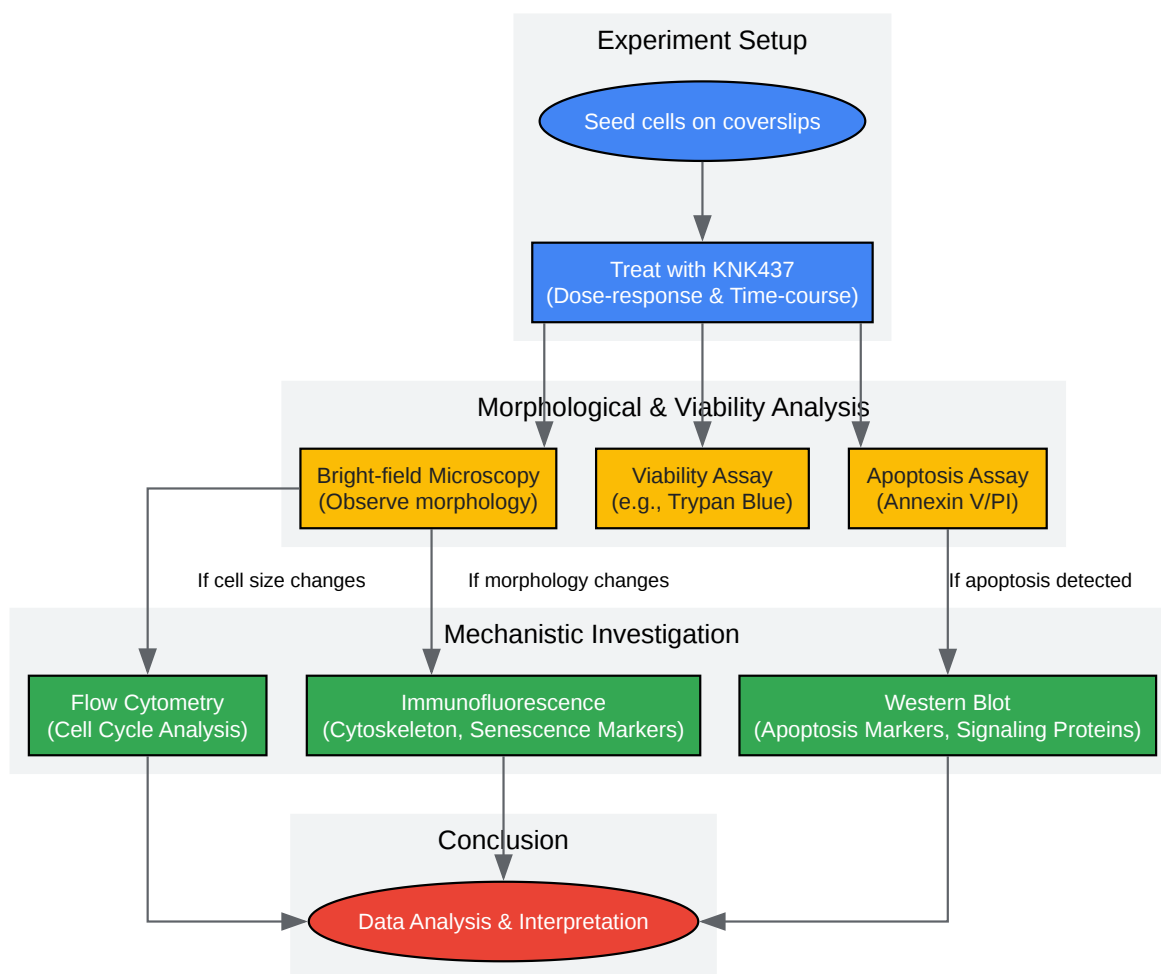 Experiment Setup
Seed cells on coverslips
Treat with KNK437
(Dose-response & Time-course)
Morphological & Viability Analysis
Bright-field Microscopy
(Observe morphology)
Viability Assay
(e.g., Trypan Blue)
Apoptosis Assay
(Annexin V/PI)
If cell size changes
If morphology changes
If apoptosis detected
Mechanistic Investigation
Flow Cytometry
(Cell Cycle Analysis)
Immunofluorescence
(Cytoskeleton, Senescence Markers)
Western Blot
(Apoptosis Markers, Signaling Proteins)
Conclusion
Data Analysis & Interpretation